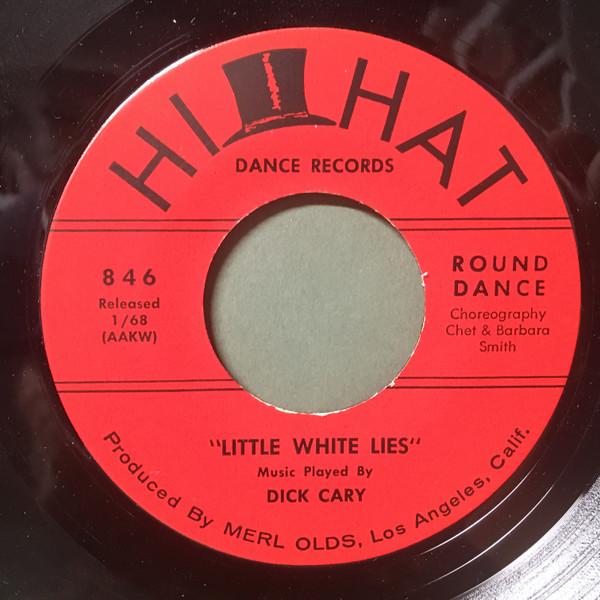 HI HAT
DANCE RECORDS
846
Released
1/68
(AAKW)
ROUND
DANCE
Choreography
Chet & Barbara
Smith
"LITTLE WHITE LIES"
Music Played By
DICK CARY
Produced By MERL OLDS, Los Angeles, Calif.